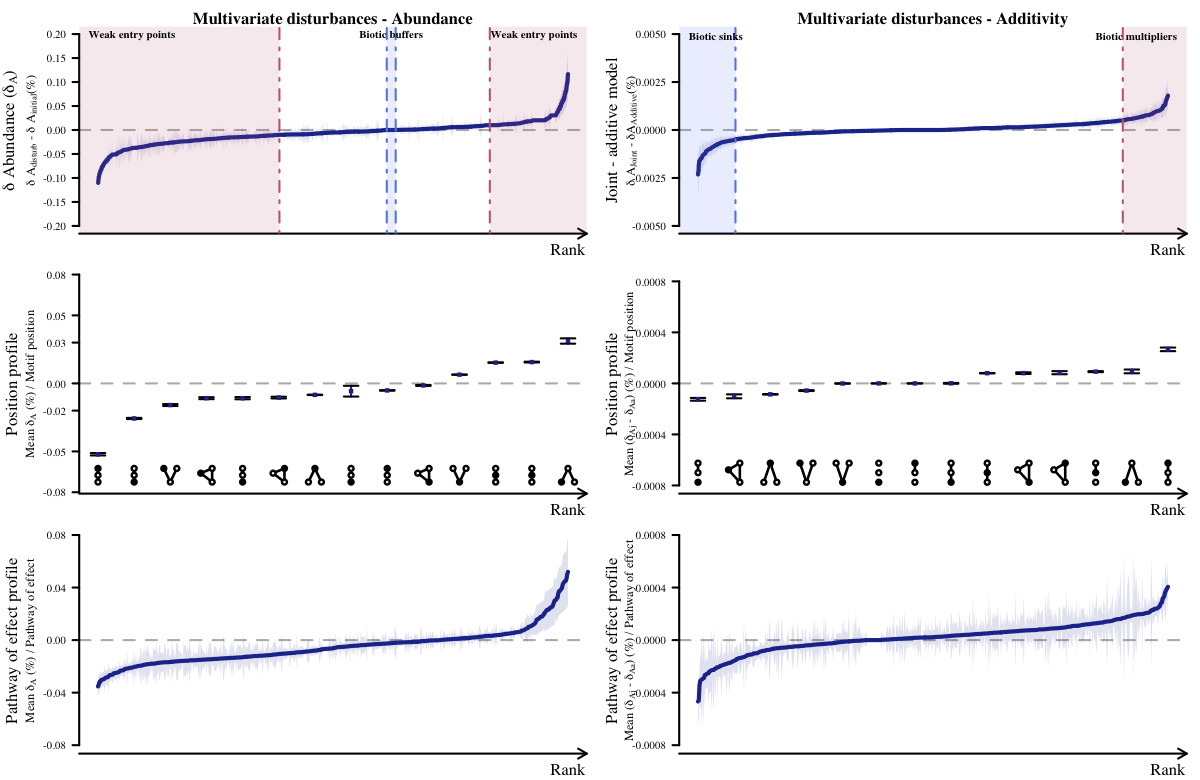 Multivariate disturbances - Abundance
Weak entry points
Biotic buffers
Weak entry points
δ Abundance (δA)
δ Adisturb - δ Ainitial(%)
0.20
0.15
0.10
0.05
0.00
-0.05
-0.10
-0.15
-0.20
Rank
Multivariate disturbances - Additivity
Biotic sinks
Biotic multipliers
Joint - additive model
δ AJoint - δAAdditive(%)
0.0050
0.0025
0.0000
-0.0025
-0.0050
Rank
Position profile
Mean δA (%) / Motif position
0.08
0.05
0.03
0.00
-0.02
-0.05
-0.08
Rank
Position profile
Mean (δAj - δAa) (%) / Motif position
0.0008
0.0004
0.0000
-0.0004
-0.0008
Rank
Pathway of effect profile
Mean δA (%) / Pathway of effect
0.08
0.04
0.00
-0.04
-0.08
Rank
Pathway of effect profile
Mean (δAj - δAa) (%) / Pathway of effect
0.0008
0.0004
0.0000
-0.0004
-0.0008
Rank